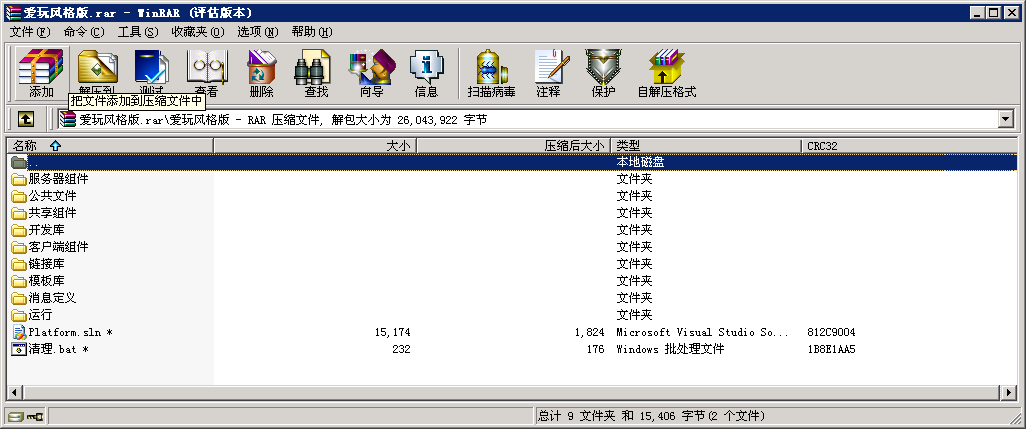 爱玩风格版.rar - WinRAR (评估版本)
文件(F) 命令(C) 工具(S) 收藏夹(O) 选项(N) 帮助(H)
添加 解压到 测试 查看 删除 查找 向导 信息 扫描病毒 注释 保护 自解压格式
把文件添加到压缩文件中
爱玩风格版.rar\爱玩风格版 - RAR 压缩文件, 解包大小为 26,043,922 字节
名称 大小 压缩后大小 类型 CRC32
.. 本地磁盘
服务器组件 文件夹
公共文件 文件夹
共享组件 文件夹
开发库 文件夹
客户端组件 文件夹
链接库 文件夹
模板库 文件夹
消息定义 文件夹
运行 文件夹
Platform.sln * 15,174 1,824 Microsoft Visual Studio So... 812C9004
清理.bat * 232 176 Windows 批处理文件 1B8E1AA5
总计 9 文件夹 和 15,406 字节(2 个文件)